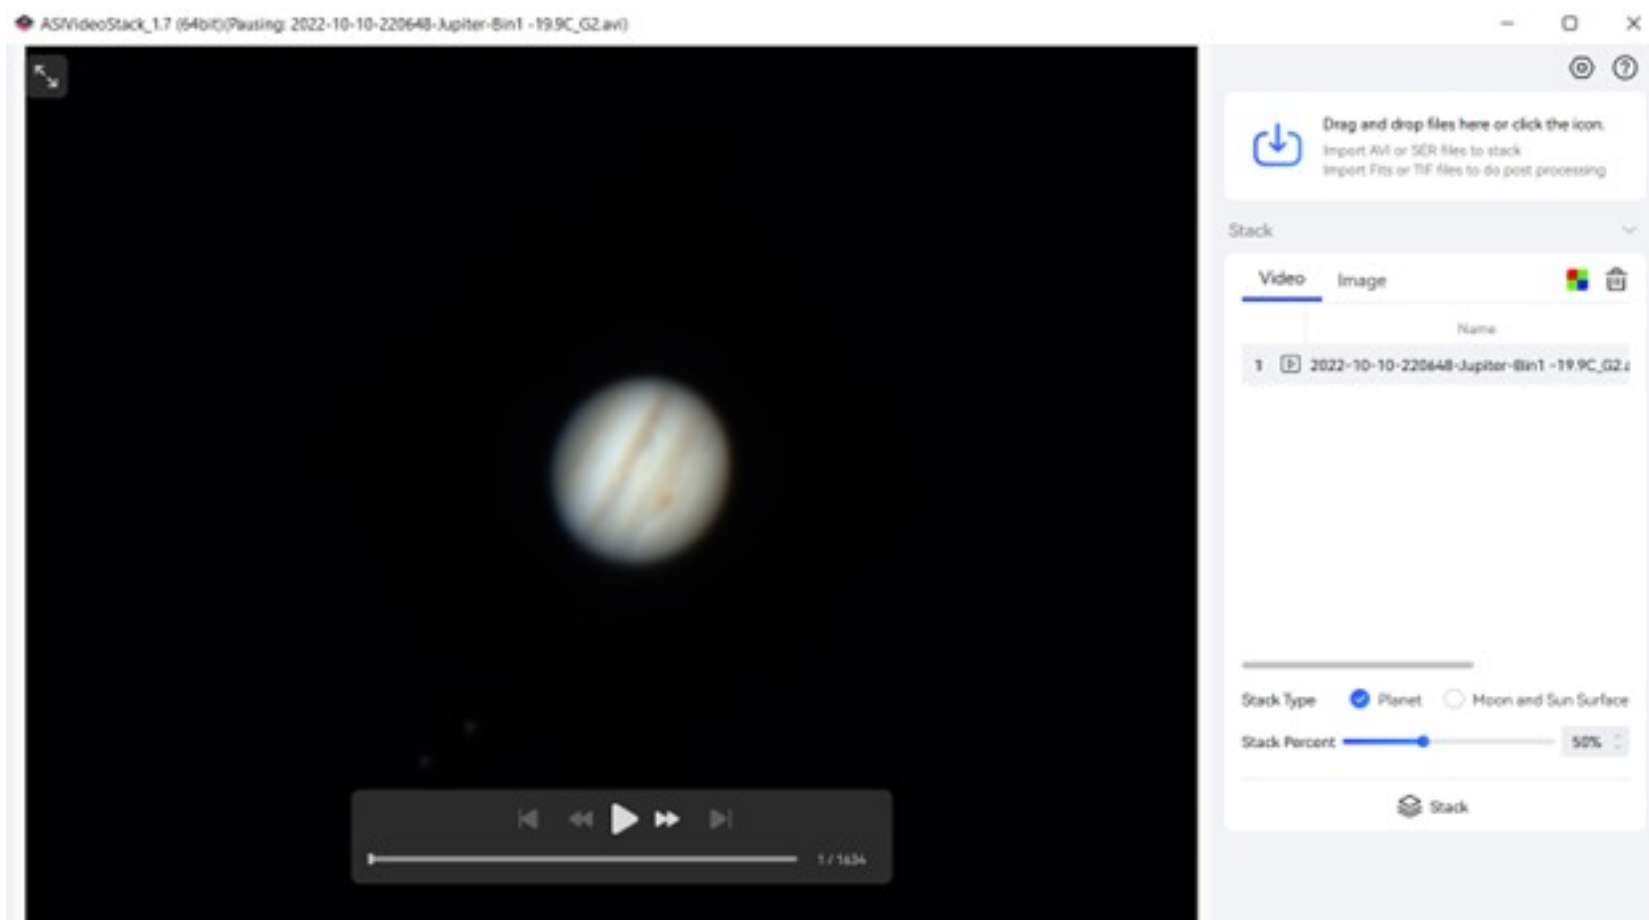 ASIVideoStack_1.7 (64bit)(Pausing: 2022-10-10-220648-Jupiter-Bin1 -19.9C_G2.avi)
Drag and drop files here or click the icon.
Import AVI or SER files to stack
Import Fits or TIF files to do post processing
Stack
Video Image
Name
1 2022-10-10-220648-Jupiter-Bin1 -19.9C_G2.a
Stack Type Planet Moon and Sun Surface
Stack Percent 50%
Stack
1 / 1634